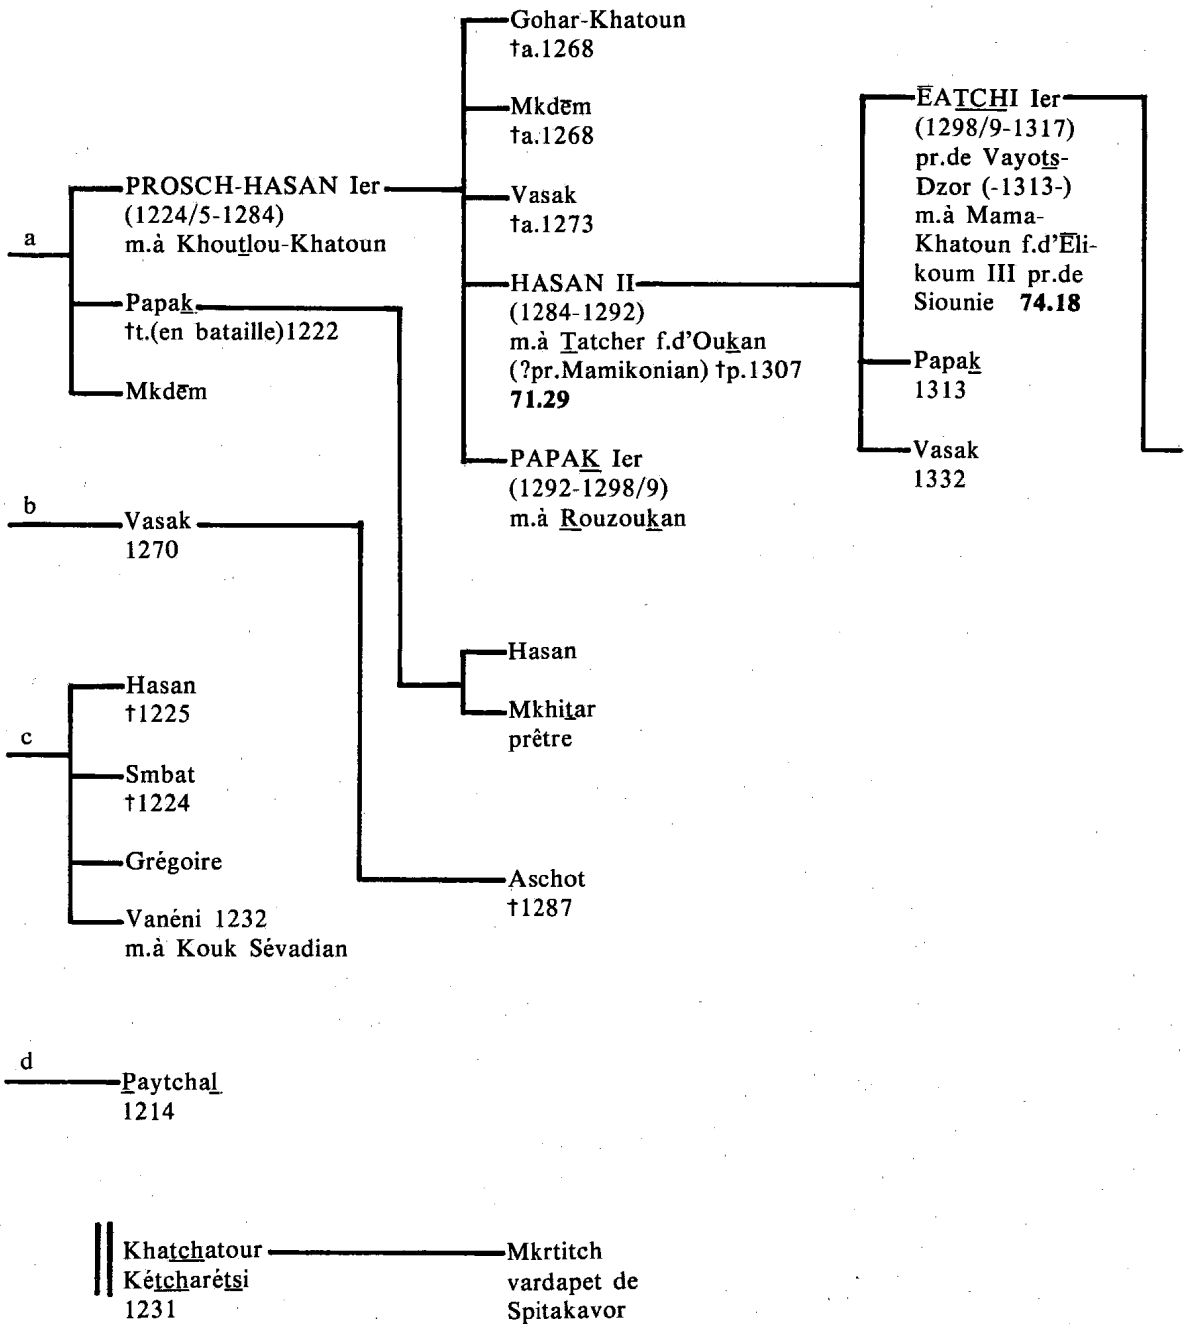 a
PROSCH-HASAN Ier
(1224/5-1284)
m.à Khoutlou-Khatoun
Papak
†t.(en bataille)1222
Mkdēm
Gohar-Khatoun
†a.1268
Mkdēm
†a.1268
Vasak
†a.1273
HASAN II
(1284-1292)
m.à Tatcher f.d'Oukan
(?pr.Mamikonian) †p.1307
71.29
PAPAK Ier
(1292-1298/9)
m.à Rouzoukan
ĒATCHI Ier
(1298/9-1317)
pr.de Vayots-
Dzor (-1313-)
m.à Mama-
Khatoun f.d'Ēli-
koum III pr.de
Siounie 74.18
Papak
1313
Vasak
1332
b
Vasak
1270
Hasan
Mkhitar
prêtre
c
Hasan
†1225
Smbat
†1224
Grégoire
Vanéni 1232
m.à Kouk Sévadian
Aschot
†1287
d
Paytchal
1214
Khatchatour
Kétcharétsi
1231
Mkrtitch
vardapet de
Spitakavor